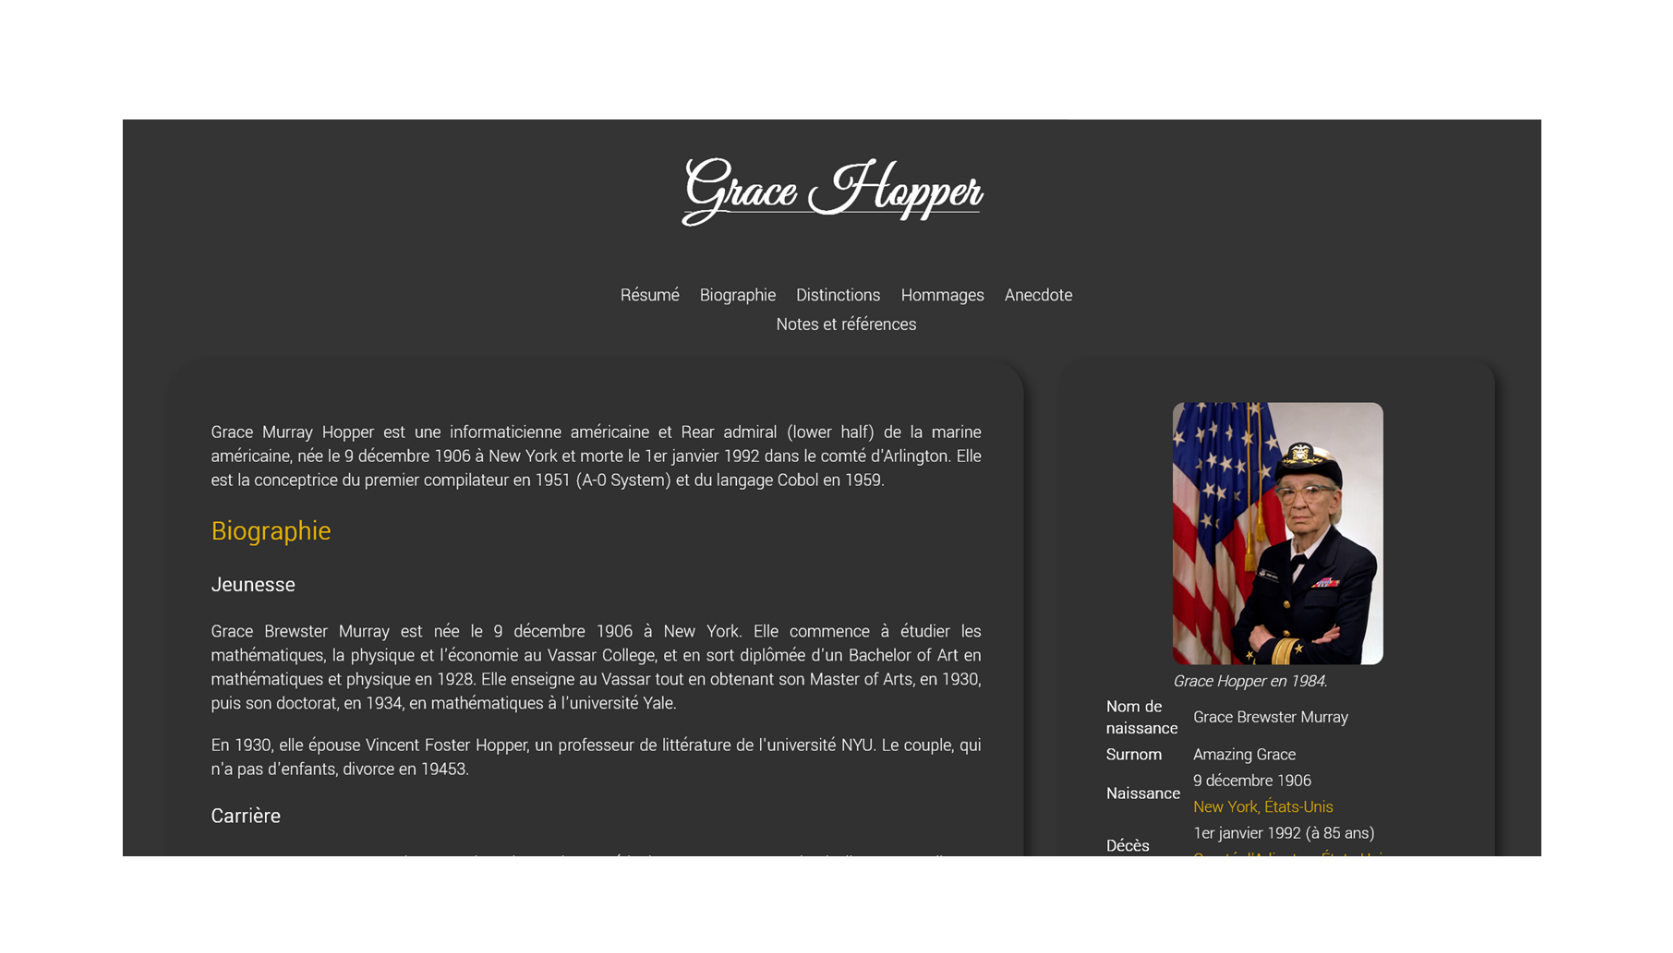 Grace Hopper
Résumé Biographie Distinctions Hommages Anecdote
Notes et références
Grace Murray Hopper est une informaticienne américaine et Rear admiral (lower half) de la marine
américaine, née le 9 décembre 1906 à New York et morte le 1er janvier 1992 dans le comté d'Arlington. Elle
est la conceptrice du premier compilateur en 1951 (A-0 System) et du langage Cobol en 1959.
Biographie
Jeunesse
Grace Brewster Murray est née le 9 décembre 1906 à New York. Elle commence à étudier les
mathématiques, la physique et l'économie au Vassar College, et en sort diplômée d'un Bachelor of Art en
mathématiques et physique en 1928. Elle enseigne au Vassar tout en obtenant son Master of Arts, en 1930,
puis son doctorat, en 1934, en mathématiques à l'université Yale.
En 1930, elle épouse Vincent Foster Hopper, un professeur de littérature de l'université NYU. Le couple, qui
n'a pas d'enfants, divorce en 19453.
Carrière
Grace Hopper en 1984.
Nom de
naissance
Grace Brewster Murray
Surnom Amazing Grace
Naissance
9 décembre 1906
New York, États-Unis
Décès
1er janvier 1992 (à 85 ans)